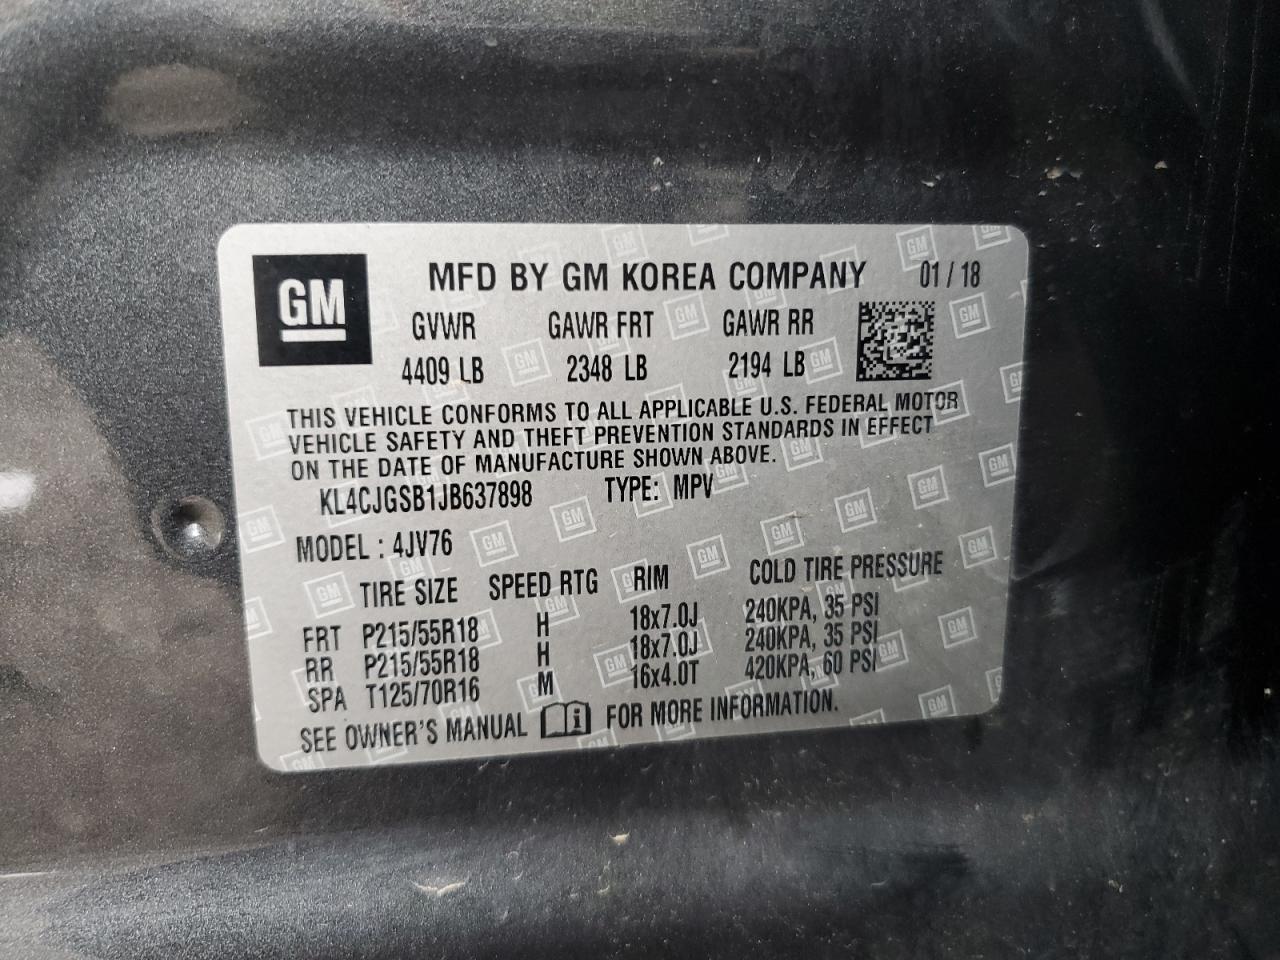 GM
MFD BY GM KOREA COMPANY 01/18
GVWR GAWR FRT GAWR RR
4409 LB 2348 LB 2194 LB
THIS VEHICLE CONFORMS TO ALL APPLICABLE U.S. FEDERAL MOTOR
VEHICLE SAFETY AND THEFT PREVENTION STANDARDS IN EFFECT
ON THE DATE OF MANUFACTURE SHOWN ABOVE.
KL4CJGSB1JB637898 TYPE: MPV
MODEL : 4JV76
TIRE SIZE SPEED RTG RIM COLD TIRE PRESSURE
FRT P215/55R18 H 18x7.0J 240KPA, 35 PSI
RR P215/55R18 H 18x7.0J 240KPA, 35 PSI
SPA T125/70R16 M 16x4.0T 420KPA, 60 PSI
SEE OWNER'S MANUAL FOR MORE INFORMATION.